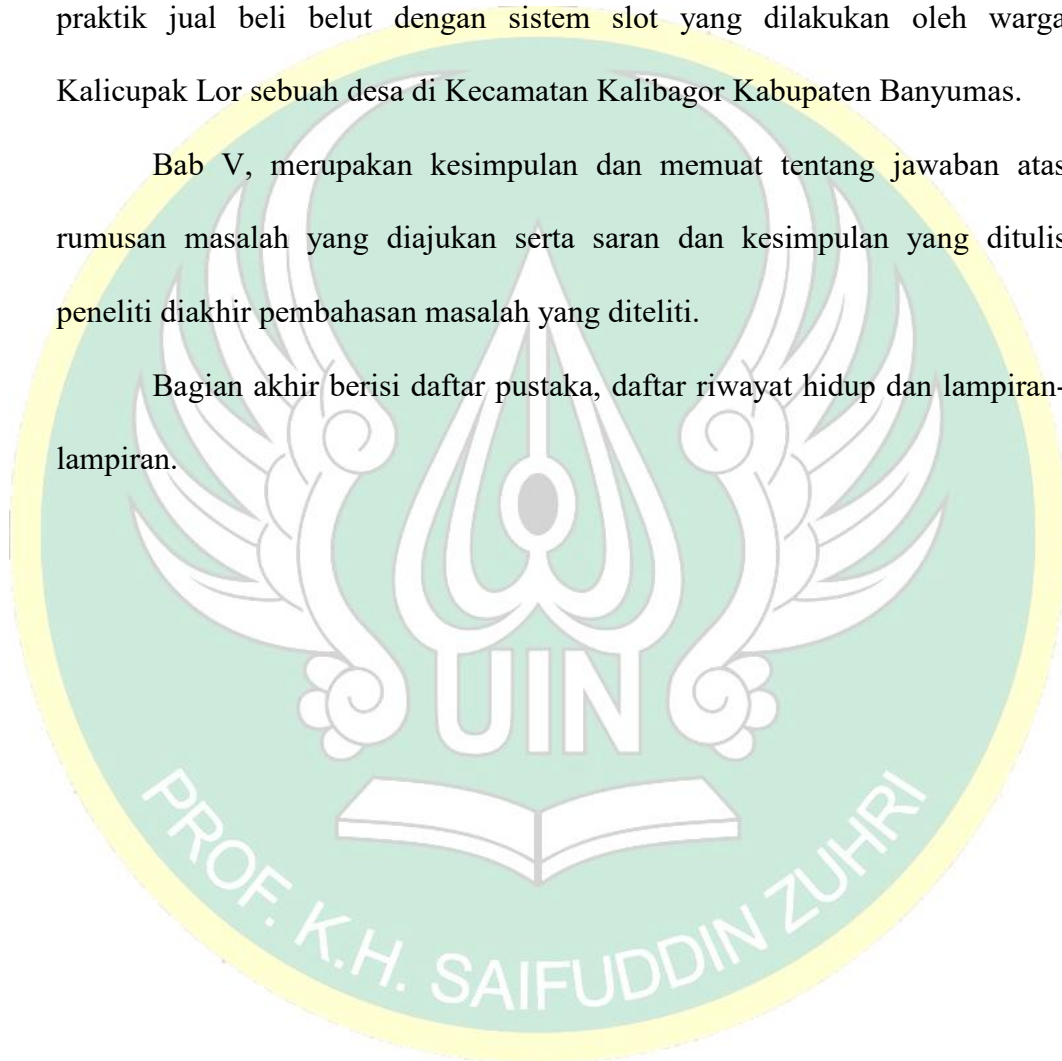 praktik jual beli belut dengan sistem slot yang dilakukan oleh warga
Kalicupak Lor sebuah desa di Kecamatan Kalibagor Kabupaten Banyumas.
Bab V, merupakan kesimpulan dan memuat tentang jawaban atas
rumusan masalah yang diajukan serta saran dan kesimpulan yang ditulis
peneliti diakhir pembahasan masalah yang diteliti.
Bagian akhir berisi daftar pustaka, daftar riwayat hidup dan lampiran-
lampiran.
UIN
PROF. K.H. SAIFUDDIN ZUHRI